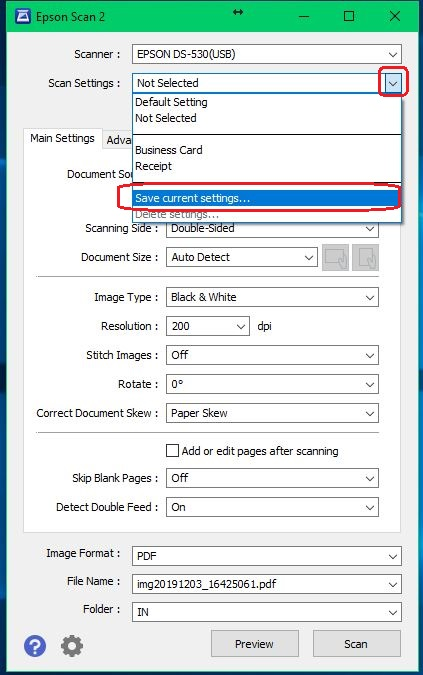 Epson Scan 2
Scanner : EPSON DS-530(USB)
Scan Settings : Not Selected
Default Setting
Not Selected
Business Card
Receipt
Save current settings...
Delete settings...
Main Settings
Document
Scanning Side : Double-Sided
Document Size : Auto Detect
Image Type : Black & White
Resolution : 200 dpi
Stitch Images : Off
Rotate : 0°
Correct Document Skew : Paper Skew
Add or edit pages after scanning
Skip Blank Pages : Off
Detect Double Feed : On
Image Format : PDF
File Name : img20191203_16425061.pdf
Folder : IN
? Preview Scan